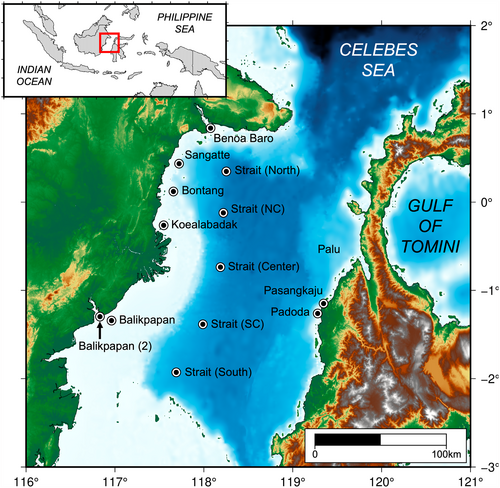 PHILIPPINE
SEA
INDIAN
OCEAN
CELEBES
SEA
Benoa Baro
Sangatte
Strait (North)
Bontang
Strait (NC)
Koealabadak
GULF
OF
TOMINI
Palu
Strait (Center)
Pasangkaju
Padoda
Balikpapan
Strait (SC)
Balikpapan (2)
Strait (South)
0
100km
1°
0°
−1°
−2°
−3°
116°
117°
118°
119°
120°
121°